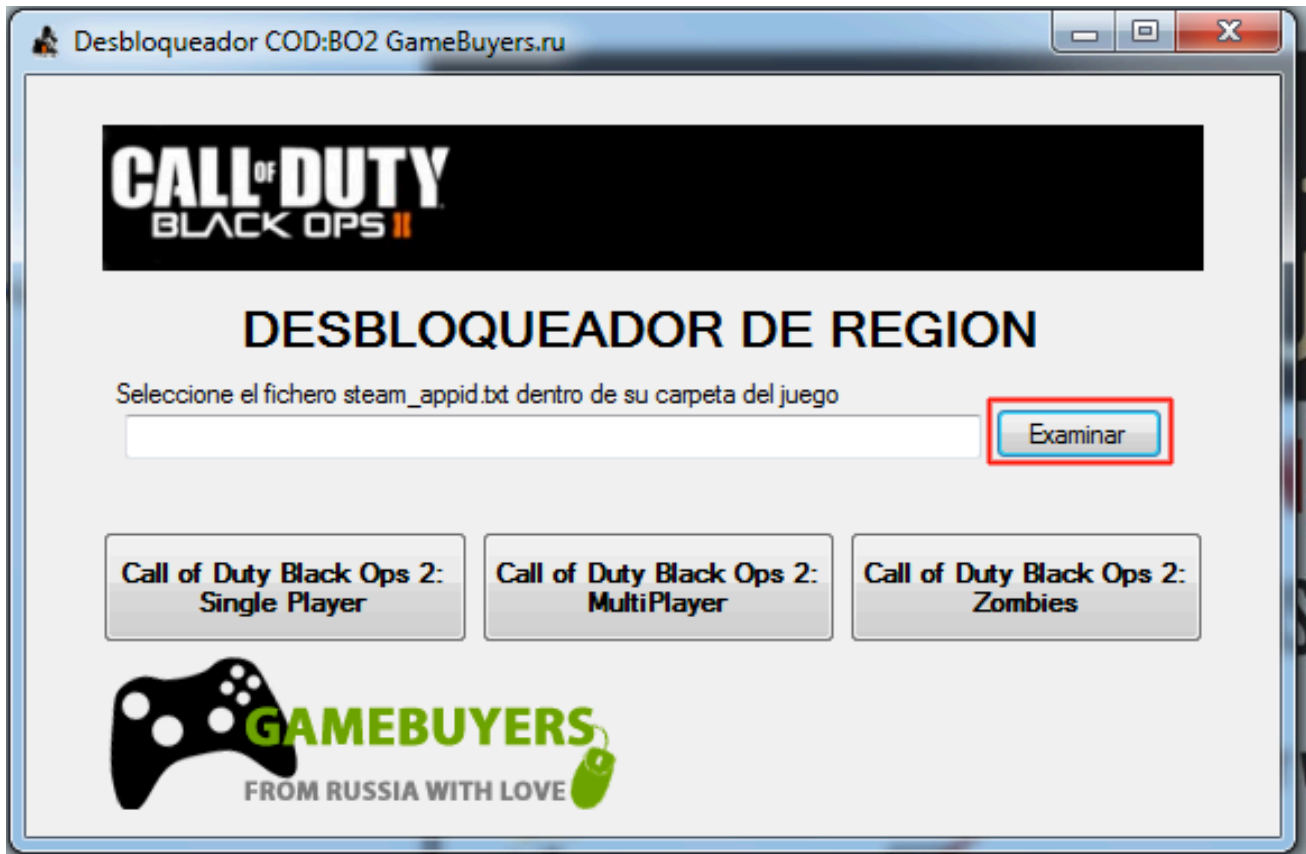 Desbloqueador COD:BO2 GameBuyers.ru
CALL OF DUTY
BLACK OPS II
DESBLOQUEADOR DE REGION
Seleccione el fichero steam_appid.txt dentro de su carpeta del juego
Examinar
Call of Duty Black Ops 2:
Single Player
Call of Duty Black Ops 2:
MultiPlayer
Call of Duty Black Ops 2:
Zombies
GAMEBUYERS
FROM RUSSIA WITH LOVE